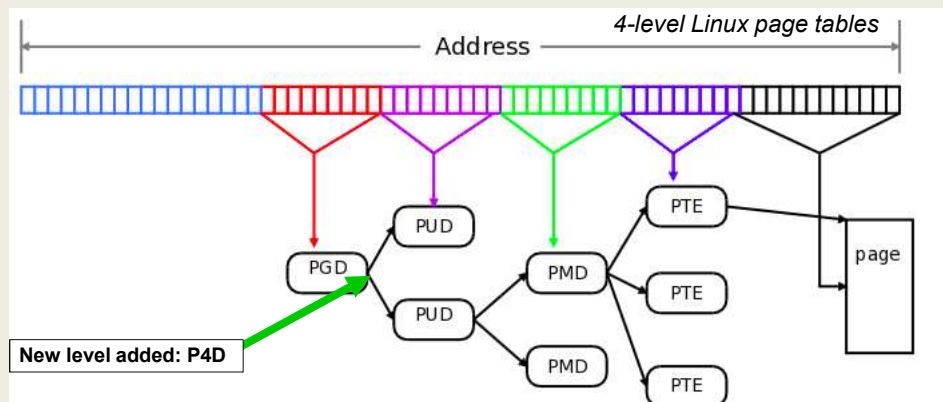 4-level Linux page tables
Address
PTE
PUD
page
PGD
PMD
PTE
PUD
New level added: P4D
PMD
PTE